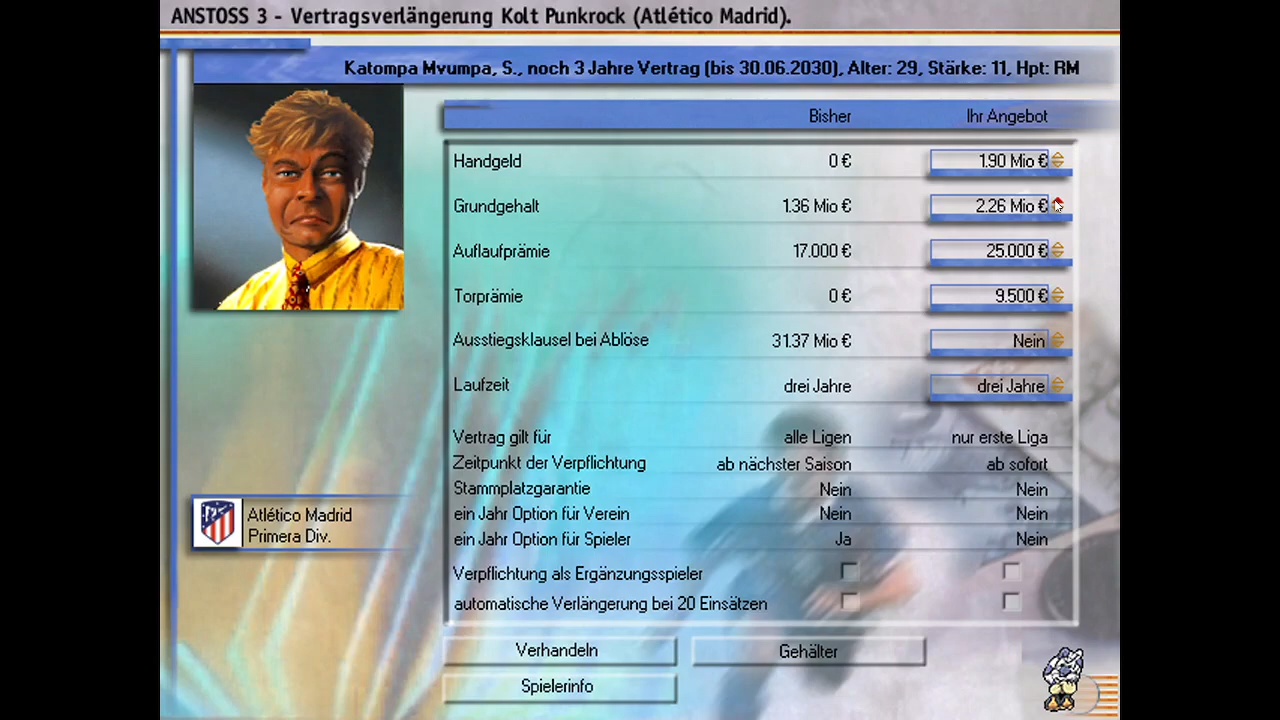 ANSTOSS 3 - Vertragsverlängerung Kolt Punkrock (Atlético Madrid).
Katompa Mvumpa, S., noch 3 Jahre Vertrag (bis 30.06.2030), Alter: 29, Stärke: 11, Hpt: RM
Bisher Ihr Angebot
Handgeld 0 € 1.90 Mio €
Grundgehalt 1.36 Mio € 2.26 Mio €
Auflaufprämie 17.000 € 25.000 €
Torprämie 0 € 9.500 €
Ausstiegsklausel bei Ablöse 31.37 Mio € Nein
Laufzeit drei Jahre drei Jahre
Vertrag gilt für alle Ligen nur erste Liga
Zeitpunkt der Verpflichtung ab nächster Saison ab sofort
Stammplatzgarantie Nein Nein
ein Jahr Option für Verein Nein Nein
ein Jahr Option für Spieler Ja Nein
Verpflichtung als Ergänzungsspieler
automatische Verlängerung bei 20 Einsätzen
Atlético Madrid
Primera Div.
Verhandeln Gehälter
Spielerinfo